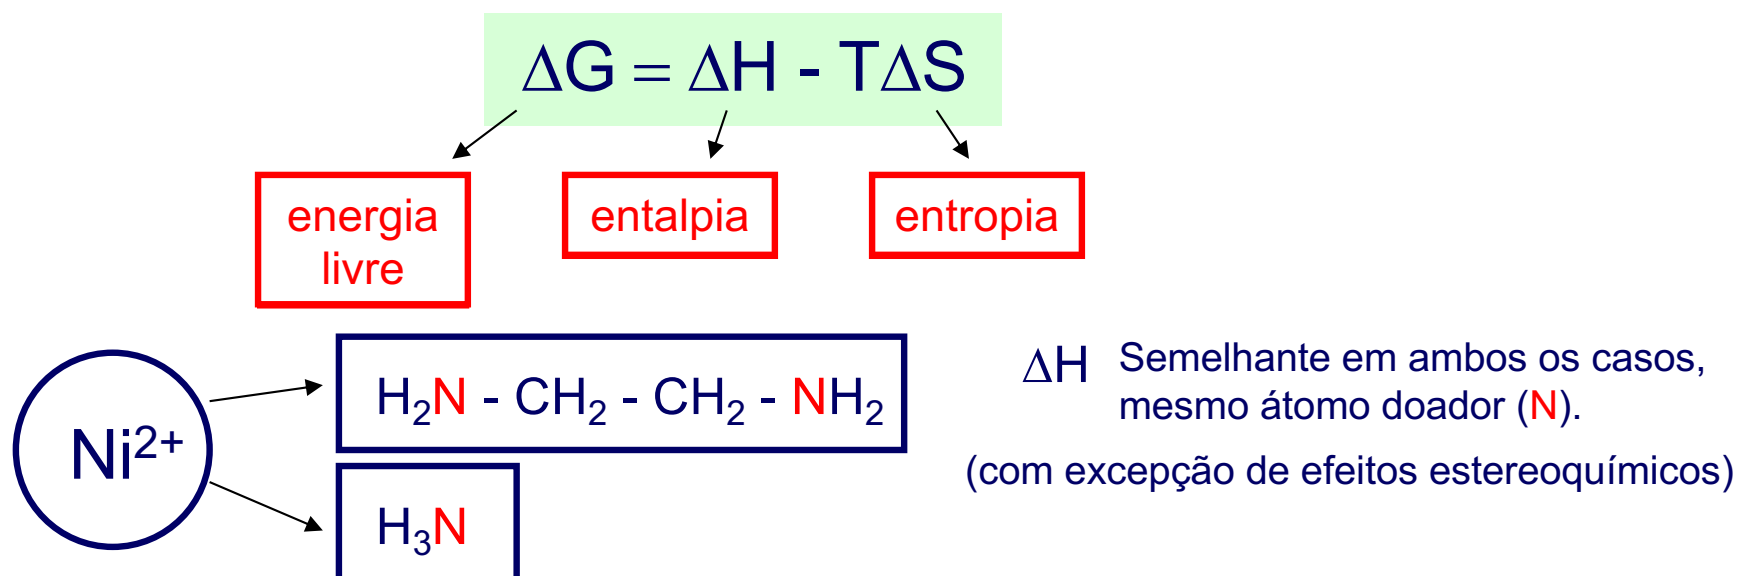 ΔG = ΔH - TΔS
energia
livre
entalpia
entropia
Ni²⁺
H₂N - CH₂ - CH₂ - NH₂
H₃N
ΔH Semelhante em ambos os casos,
mesmo átomo doador (N).
(com excepção de efeitos estereoquímicos)